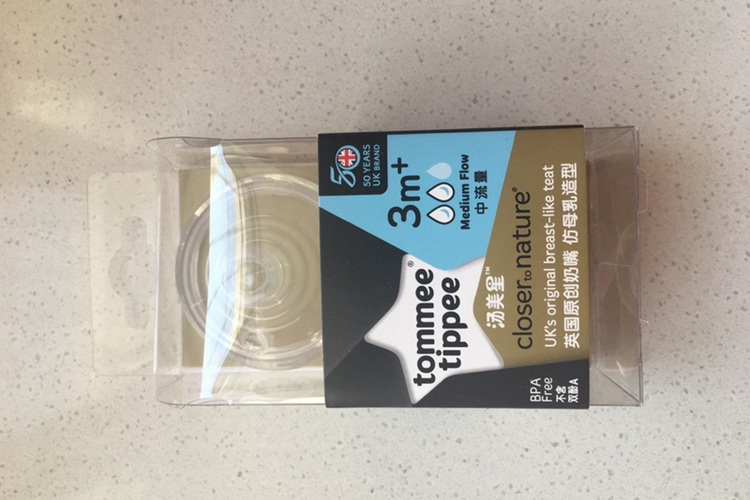 50
50 YEARS
UK BRAND
3m+
Medium Flow
中流量
tommee®
tippee
汤美星™
closer to nature®
UK's original breast-like teat
英国原创奶嘴 仿母乳造型
BPA
Free
不含
双酚A